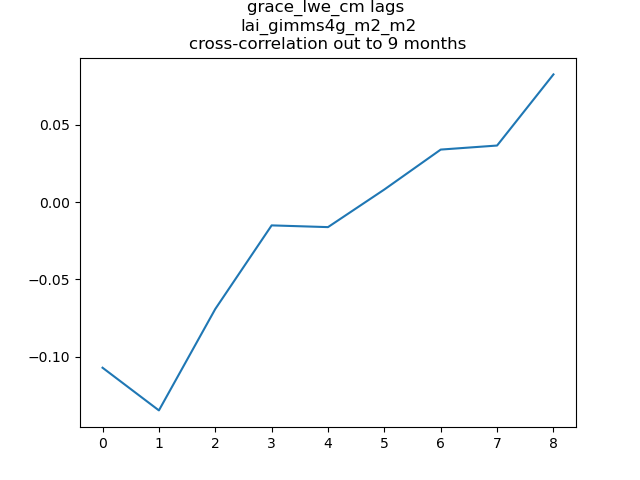 grace_lwe_cm lags
lai_gimms4g_m2_m2
cross-correlation out to 9 months
0.05
0.00
−0.05
−0.10
0 1 2 3 4 5 6 7 8